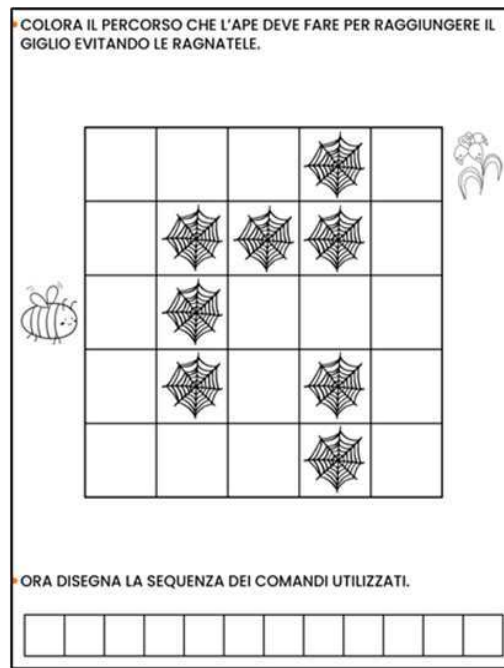 COLORA IL PERCORSO CHE L'APE DEVE FARE PER RAGGIUNGERE IL
GIGLIO EVITANDO LE RAGNATELE.
ORA DISEGNA LA SEQUENZA DEI COMANDI UTILIZZATI.